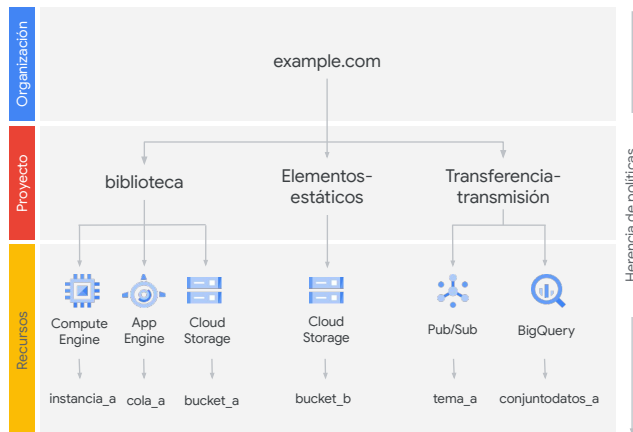 Organización
example.com
Proyecto
biblioteca
Elementos-
estáticos
Transferencia-
transmisión
Herencia de políticas
Recursos
Compute
Engine
App
Engine
Cloud
Storage
Cloud
Storage
Pub/Sub
BigQuery
instancia_a
cola_a
bucket_a
bucket_b
tema_a
conjuntodatos_a